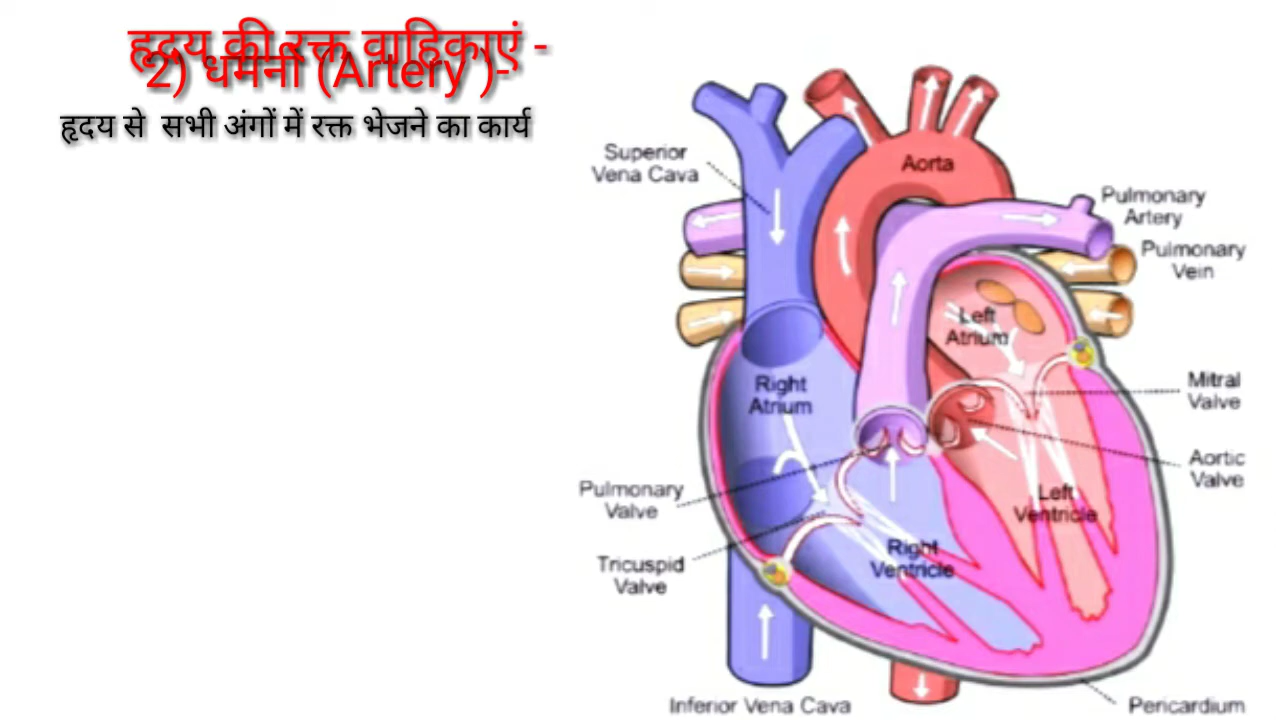 हृदय की रक्त वाहिकाएं -
2) धमनी (Artery )-
हृदय से सभी अंगों में रक्त भेजने का कार्य
Superior
Vena Cava
Aorta
Pulmonary
Artery
Pulmonary
Vein
Left
Atrium
Right
Atrium
Mitral
Valve
Aortic
Valve
Pulmonary
Valve
Left
Ventricle
Right
Ventricle
Tricuspid
Valve
Inferior Vena Cava
Pericardium